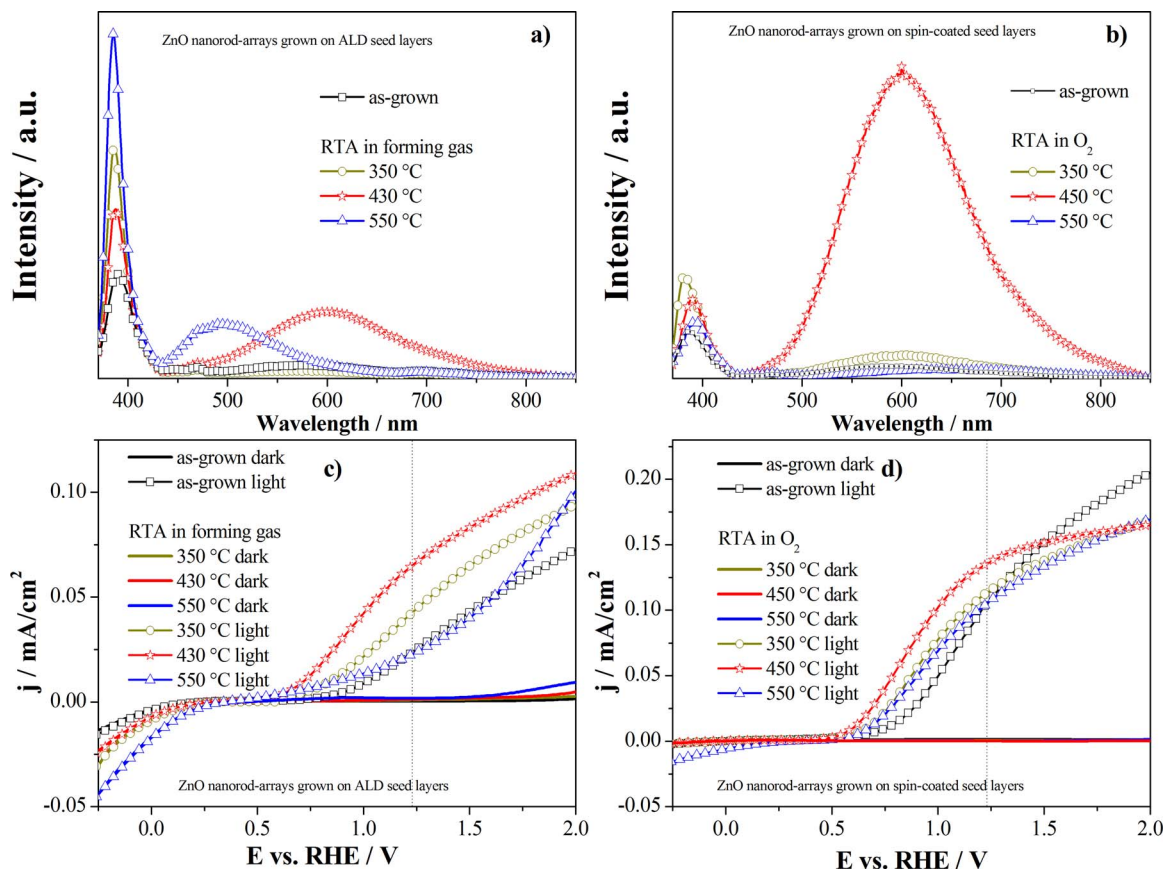 ZnO nanorod-arrays grown on ALD seed layers
a)
as-grown
RTA in forming gas
350 °C
430 °C
550 °C
Intensity / a.u.
400 500 600 700 800
Wavelength / nm
ZnO nanorod-arrays grown on spin-coated seed layers
b)
as-grown
RTA in O2
350 °C
450 °C
550 °C
Intensity / a.u.
400 500 600 700 800
Wavelength / nm
as-grown dark
c)
as-grown light
RTA in forming gas
350 °C dark
430 °C dark
550 °C dark
350 °C light
430 °C light
550 °C light
0.10
0.05
0.00
-0.05
j / mA/cm2
ZnO nanorod-arrays grown on ALD seed layers
0.0 0.5 1.0 1.5 2.0
E vs. RHE / V
as-grown dark
d)
as-grown light
RTA in O2
350 °C dark
450 °C dark
550 °C dark
350 °C light
450 °C light
550 °C light
0.20
0.15
0.10
0.05
0.00
-0.05
j / mA/cm2
ZnO nanorod-arrays grown on spin-coated seed layers
0.0 0.5 1.0 1.5 2.0
E vs. RHE / V